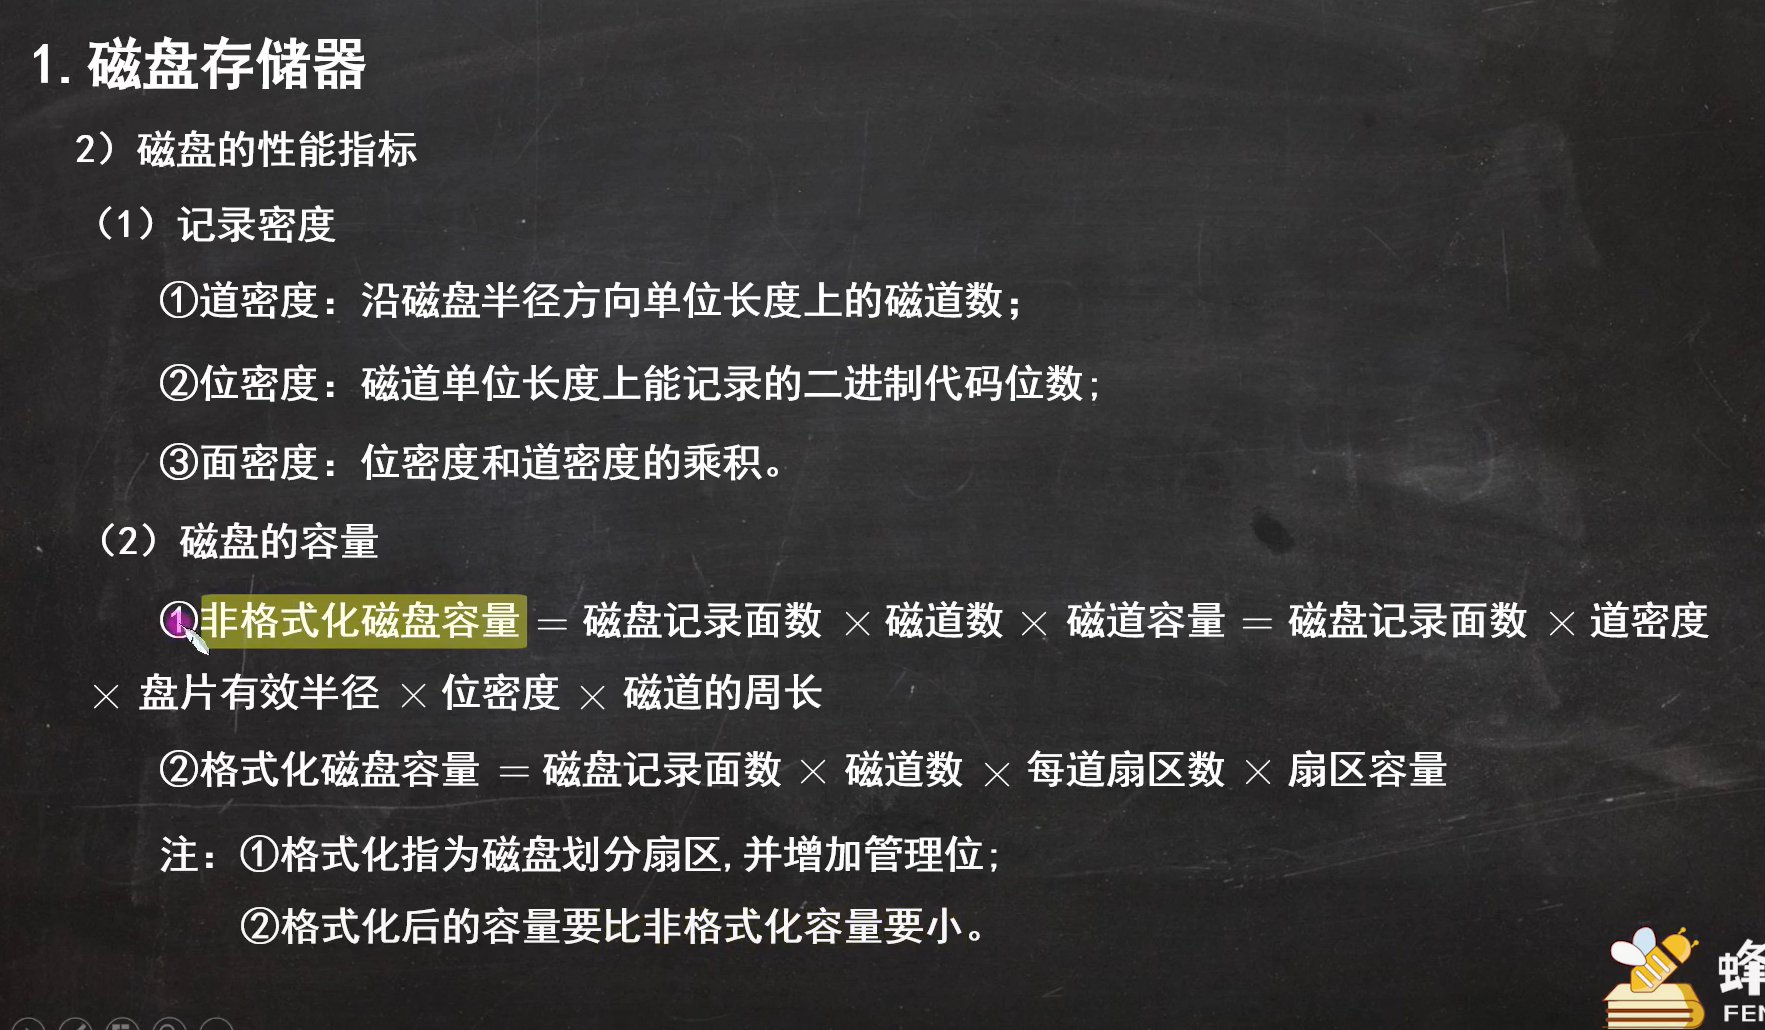 1.磁盘存储器
2）磁盘的性能指标
（1）记录密度
①道密度：沿磁盘半径方向单位长度上的磁道数；
②位密度：磁道单位长度上能记录的二进制代码位数；
③面密度：位密度和道密度的乘积。
（2）磁盘的容量
①非格式化磁盘容量 = 磁盘记录面数 × 磁道数 × 磁道容量 = 磁盘记录面数 × 道密度
× 盘片有效半径 × 位密度 × 磁道的周长
②格式化磁盘容量 = 磁盘记录面数 × 磁道数 × 每道扇区数 × 扇区容量
注：①格式化指为磁盘划分扇区,并增加管理位；
②格式化后的容量要比非格式化容量要小。
蜂
FEN